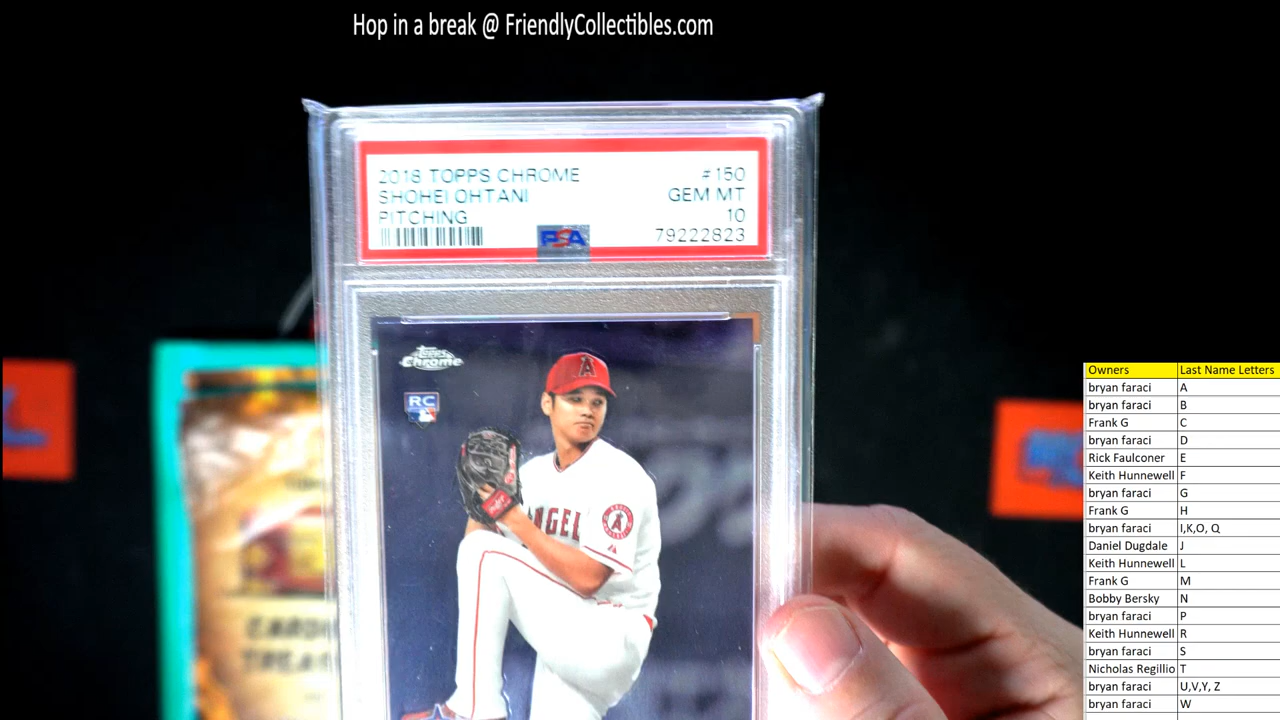 Hop in a break @ FriendlyCollectibles.com
2018 TOPPS CHROME #150
SHOHEI OHTANI GEM MT
PITCHING 10
PSA 79222823
Topps
Chrome
RC
A
ANGEL
A
CARDI
TREA
Owners Last Name Letters
bryan faraci A
bryan faraci B
Frank G C
bryan faraci D
Rick Faulconer E
Keith Hunnewell F
bryan faraci G
Frank G H
bryan faraci I,K,O, Q
Daniel Dugdale J
Keith Hunnewell L
Frank G M
Bobby Bersky N
bryan faraci P
Keith Hunnewell R
bryan faraci S
Nicholas Regillio T
bryan faraci U,V,Y, Z
bryan faraci W